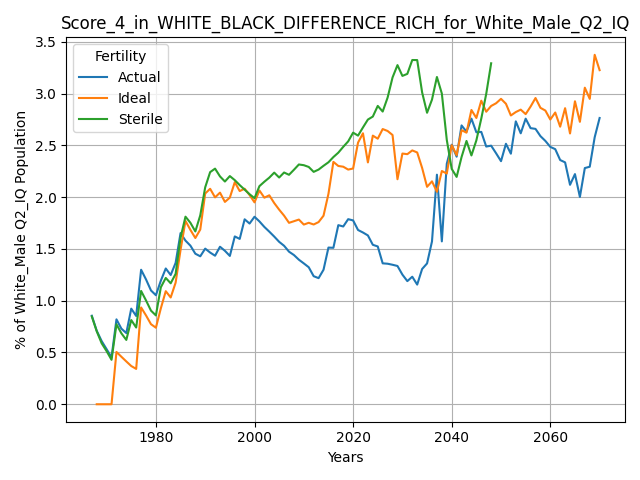 Score_4_in_WHITE_BLACK_DIFFERENCE_RICH_for_White_Male_Q2_IQ
Fertility
Actual
Ideal
Sterile
% of White_Male Q2_IQ Population
3.5
3.0
2.5
2.0
1.5
1.0
0.5
0.0
1980 2000 2020 2040 2060
Years